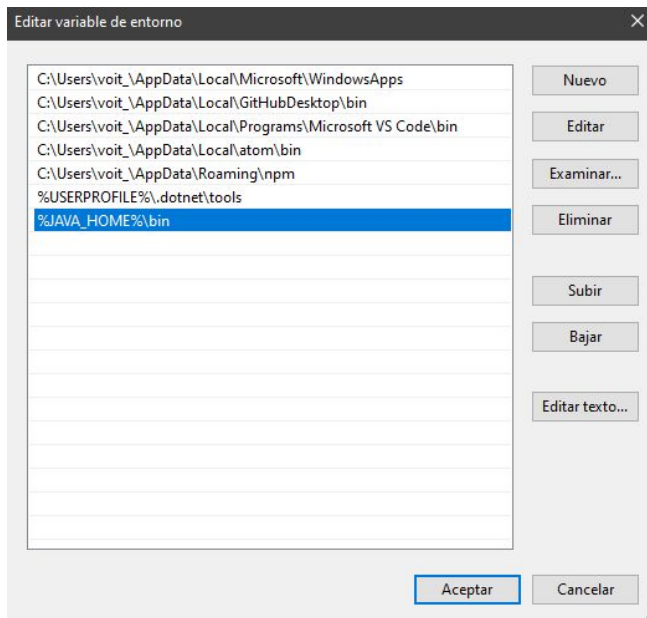 Editar variable de entorno
C:\Users\voit_\AppData\Local\Microsoft\WindowsApps
C:\Users\voit_\AppData\Local\GitHubDesktop\bin
C:\Users\voit_\AppData\Local\Programs\Microsoft VS Code\bin
C:\Users\voit_\AppData\Local\atom\bin
C:\Users\voit_\AppData\Roaming\npm
%USERPROFILE%\.dotnet\tools
%JAVA_HOME%\bin
Nuevo
Editar
Examinar...
Eliminar
Subir
Bajar
Editar texto...
Aceptar
Cancelar